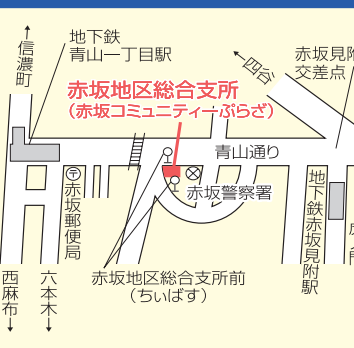 ↑信濃町
地下鉄
青山一丁目駅
↖四谷
赤坂見附
交差点
赤坂地区総合支所
（赤坂コミュニティーぷらざ）
青山通り
〒赤坂郵便局
赤坂警察署
地下鉄赤坂見附駅
赤坂地区総合支所前
（ちぃばす）
西麻布↓
六本木↓